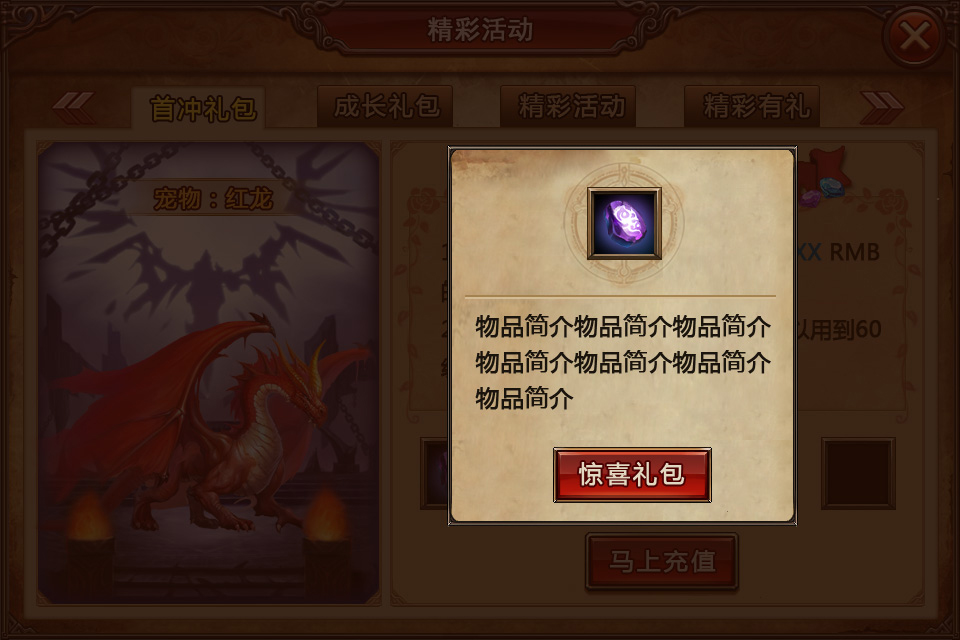 精彩活动
首冲礼包
成长礼包
精彩活动
精彩有礼
宠物：红龙
XX RMB
以用到60
物品简介物品简介物品简介
物品简介物品简介物品简介
物品简介
惊喜礼包
马上充值